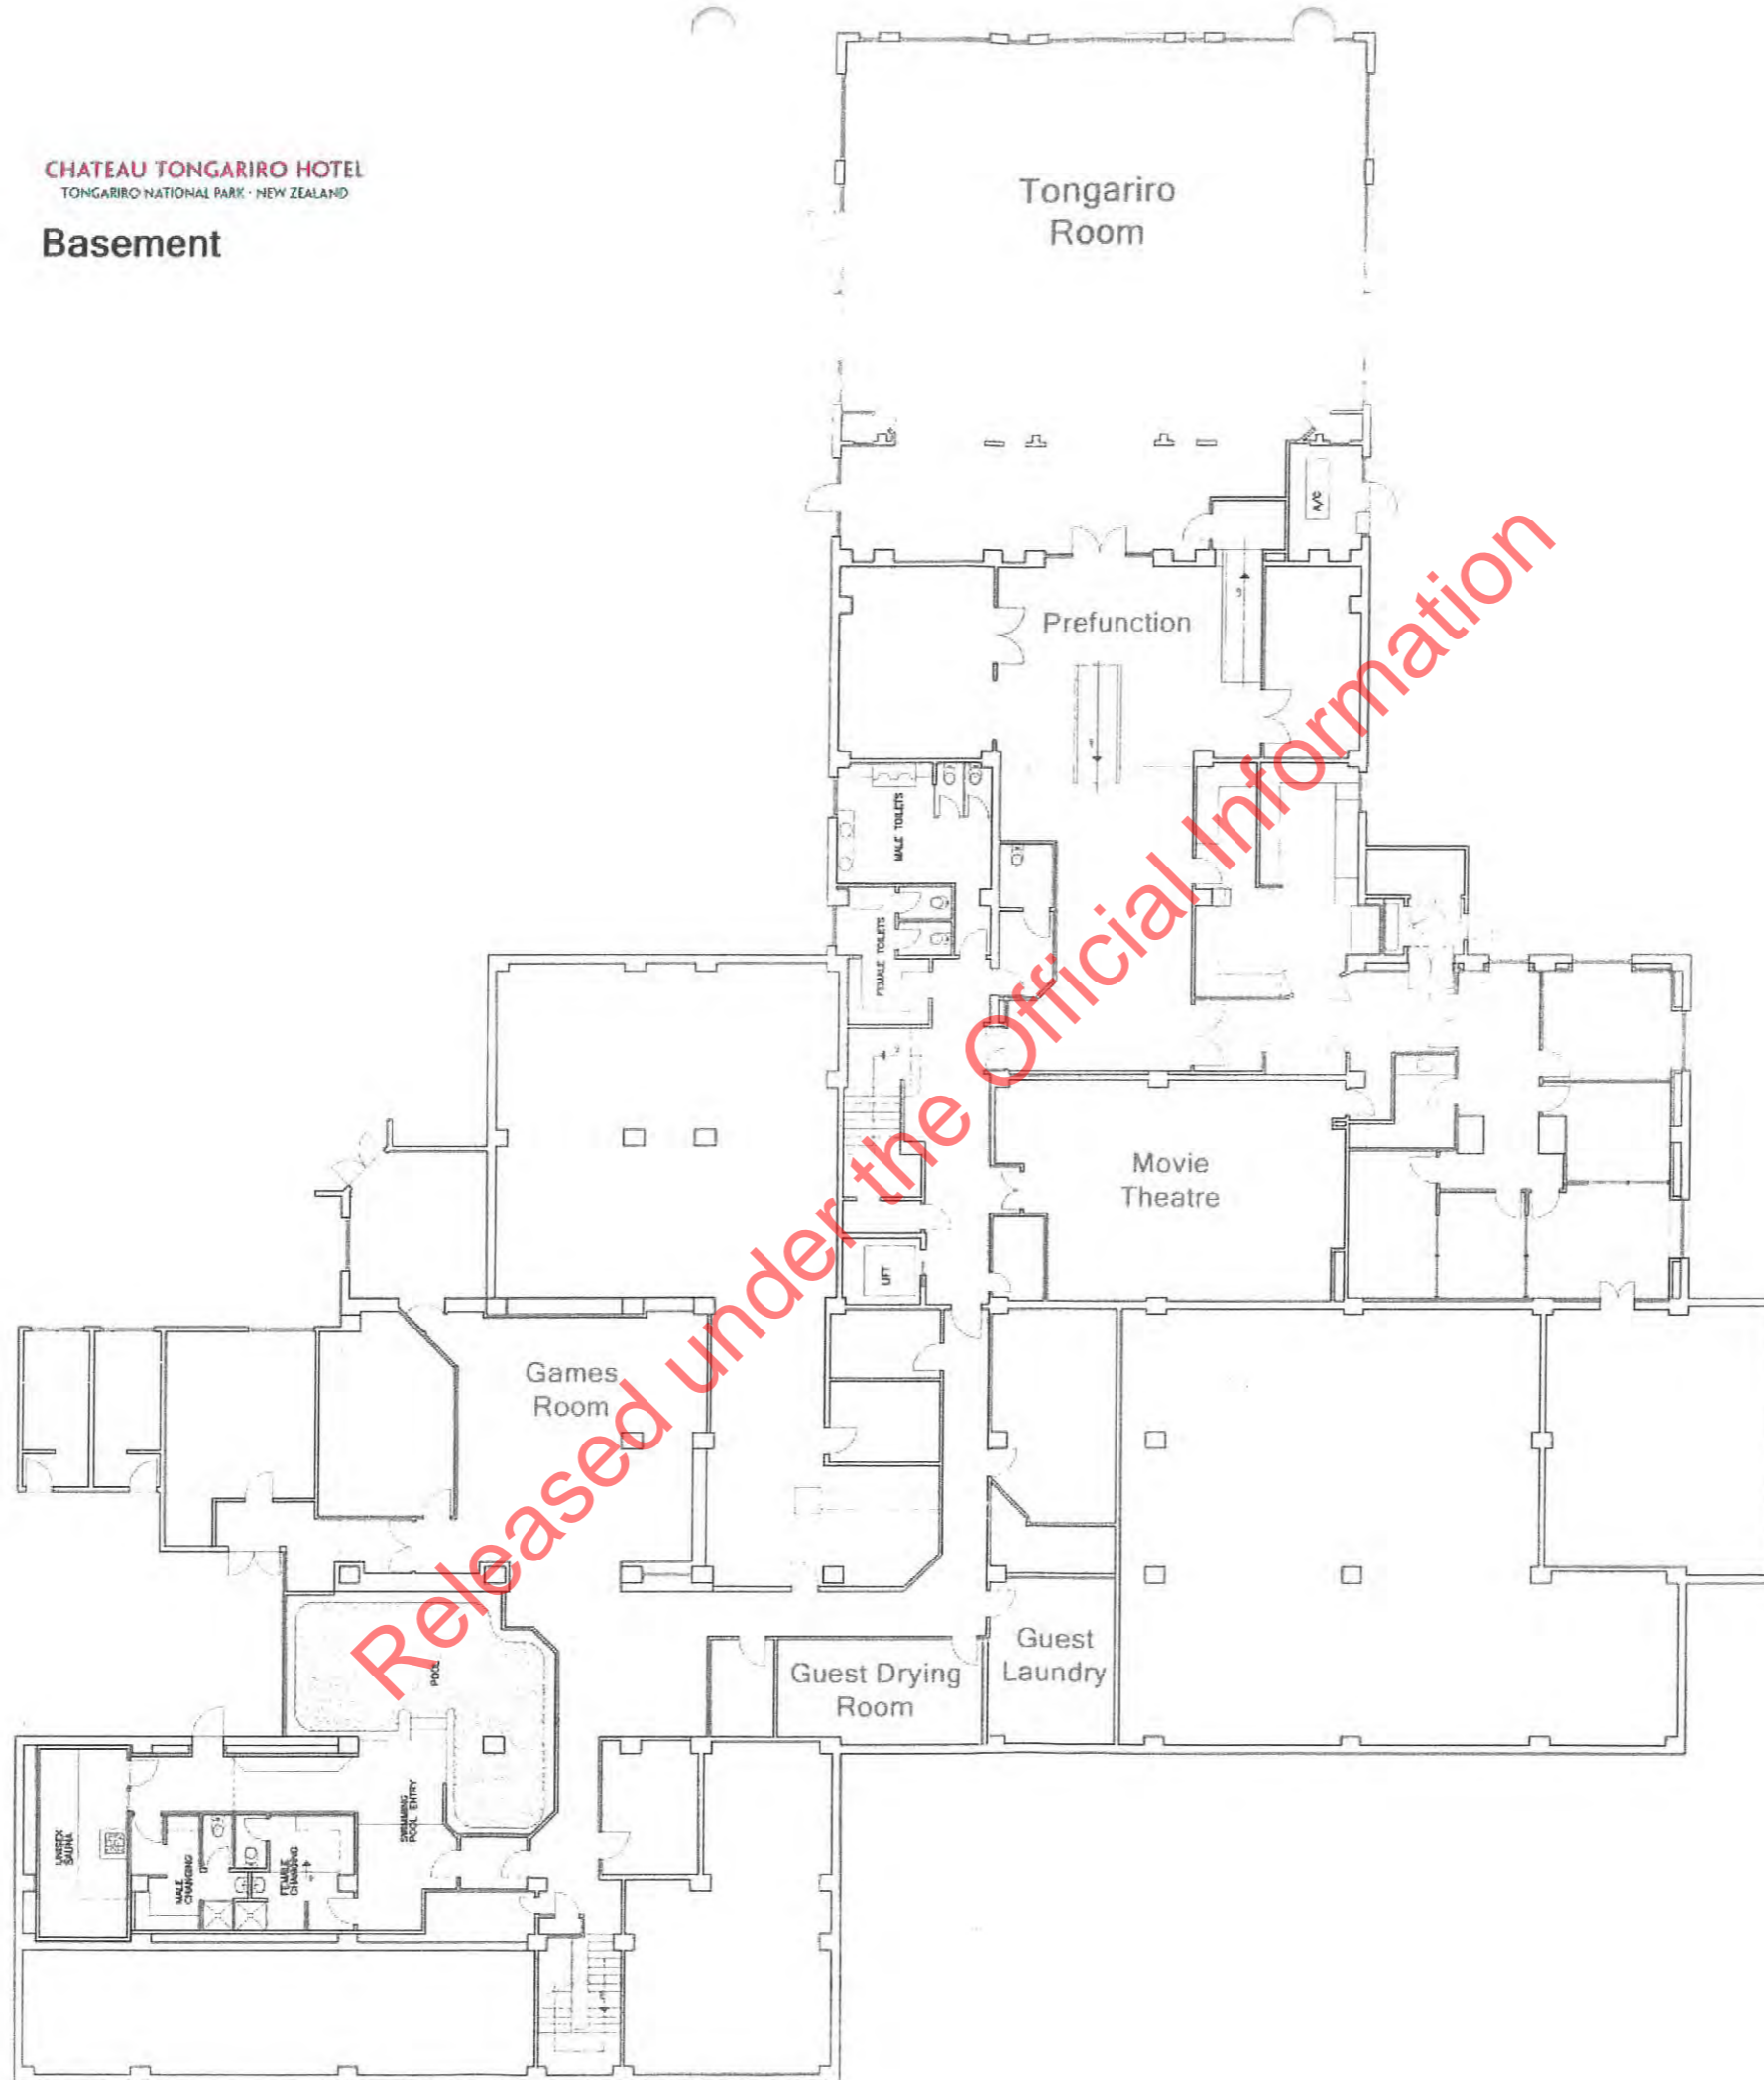 CHATEAU TONGARIRO HOTEL
TONGARIRO NATIONAL PARK · NEW ZEALAND
Basement
Tongariro
Room
A/C
Prefunction
MALE TOILETS
FEMALE TOILETS
Movie
Theatre
LIFT
Games
Room
POOL
Guest Drying
Room
Guest
Laundry
SWIMMING
POOL ENTRY
UNISEX
SAUNA
MALE
CHANGING
FEMALE
CHANGING
Released under the Official Information